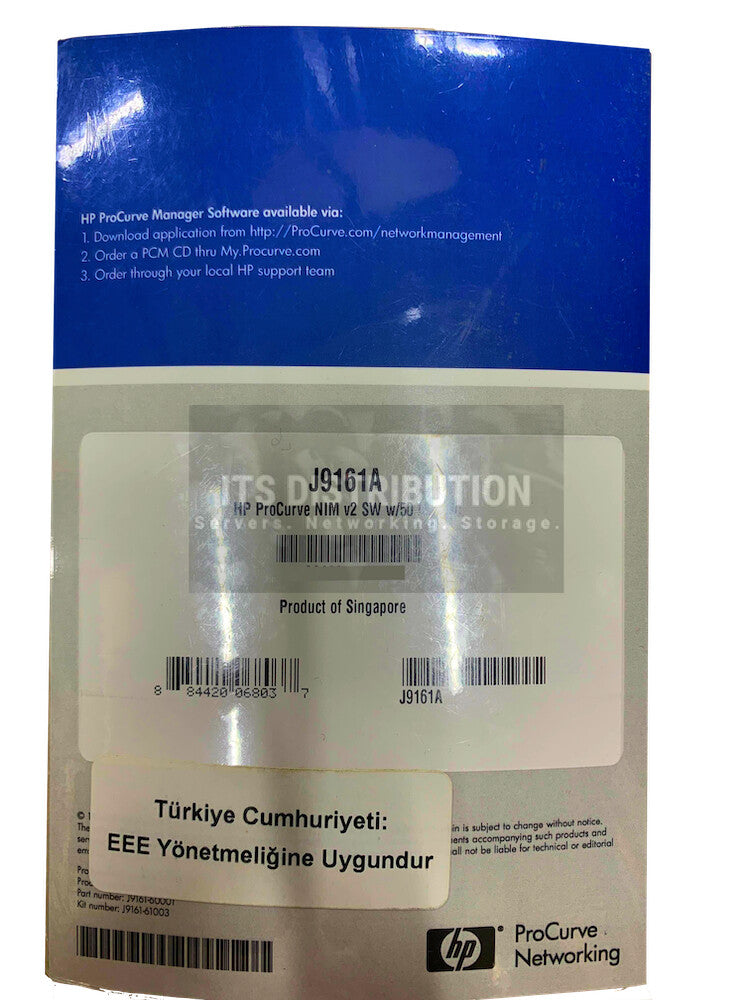 HP ProCurve Manager Software available via:
1. Download application from http://ProCurve.com/networkmanagement
2. Order a PCM CD thru My.Procurve.com
3. Order through your local HP support team
J9161A
ITS DISTRIBUTION
HP ProCurve NIM v2 SW w/50
Servers. Networking. Storage.
Product of Singapore
8 84420 06803 7
J9161A
Türkiye Cumhuriyeti:
EEE Yönetmeliğine Uygundur
©
in is subject to change without notice.
ents accompanying such products and
all not be liable for technical or editorial
Part number: J9161-60001
Kit number: J9161-61003
hp
ProCurve
Networking